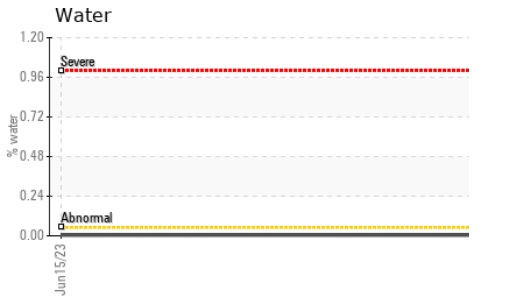 Water
1.20
Severe
0.96
0.72
% water
0.48
0.24
Abnormal
0.00
Jun15/23